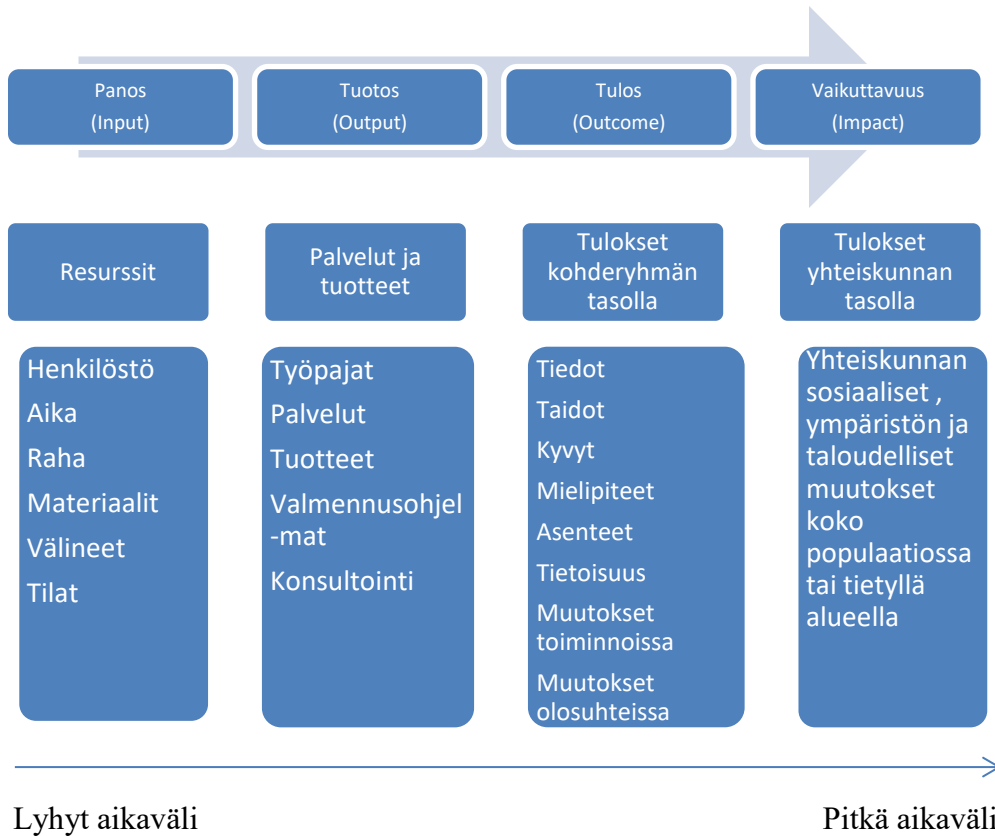 Panos
(Input)
Tuotos
(Output)
Tulos
(Outcome)
Vaikuttavuus
(Impact)
Resurssit
Palvelut ja
tuotteet
Tulokset
kohderyhmän
tasolla
Tulokset
yhteiskunnan
tasolla
Henkilöstö
Aika
Raha
Materiaalit
Välineet
Tilat
Työpajat
Palvelut
Tuotteet
Valmennusohjel
-mat
Konsultointi
Tiedot
Taidot
Kyvyt
Mielipiteet
Asenteet
Tietoisuus
Muutokset
toiminnoissa
Muutokset
olosuhteissa
Yhteiskunnan
sosiaaliset ,
ympäristön ja
taloudelliset
muutokset
koko
populaatiossa
tai tietyllä
alueella
Lyhyt aikaväli
Pitkä aikaväli